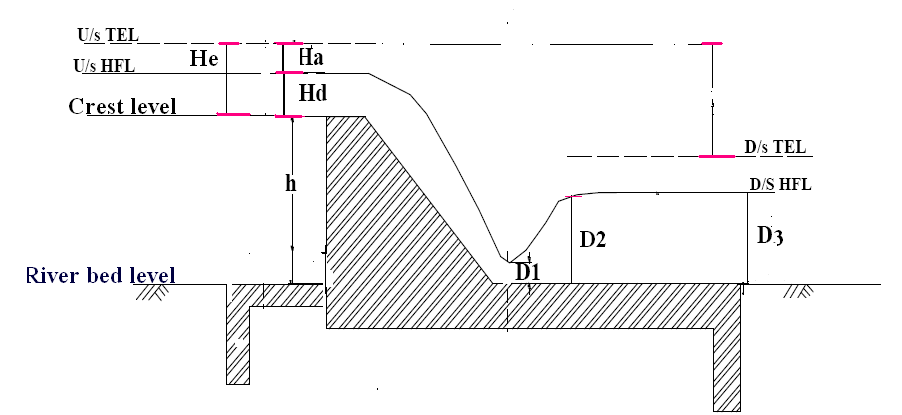 U/s TEL
He
Ha
U/s HFL
Hd
Crest level
D/s TEL
h
D/S HFL
D2
D3
D1
River bed level